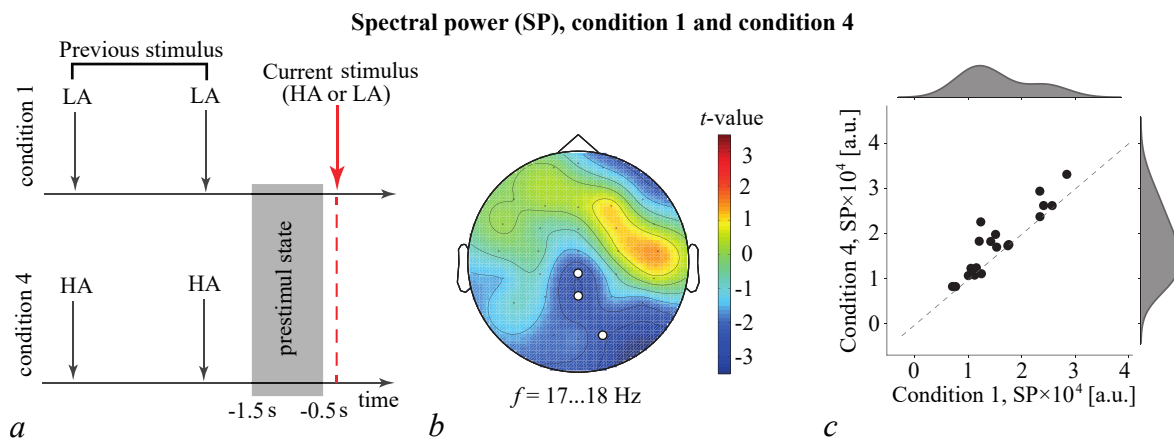 Spectral power (SP), condition 1 and condition 4
Previous stimulus
LA
LA
Current stimulus
(HA or LA)
condition 1
HA
HA
condition 4
prestimul state
-1.5 s
-0.5 s
time
a
t-value
3
2
1
0
-1
-2
-3
f = 17...18 Hz
b
Condition 4, SP×10⁴ [a.u.]
4
3
2
1
0
0
1
2
3
4
Condition 1, SP×10⁴ [a.u.]
c